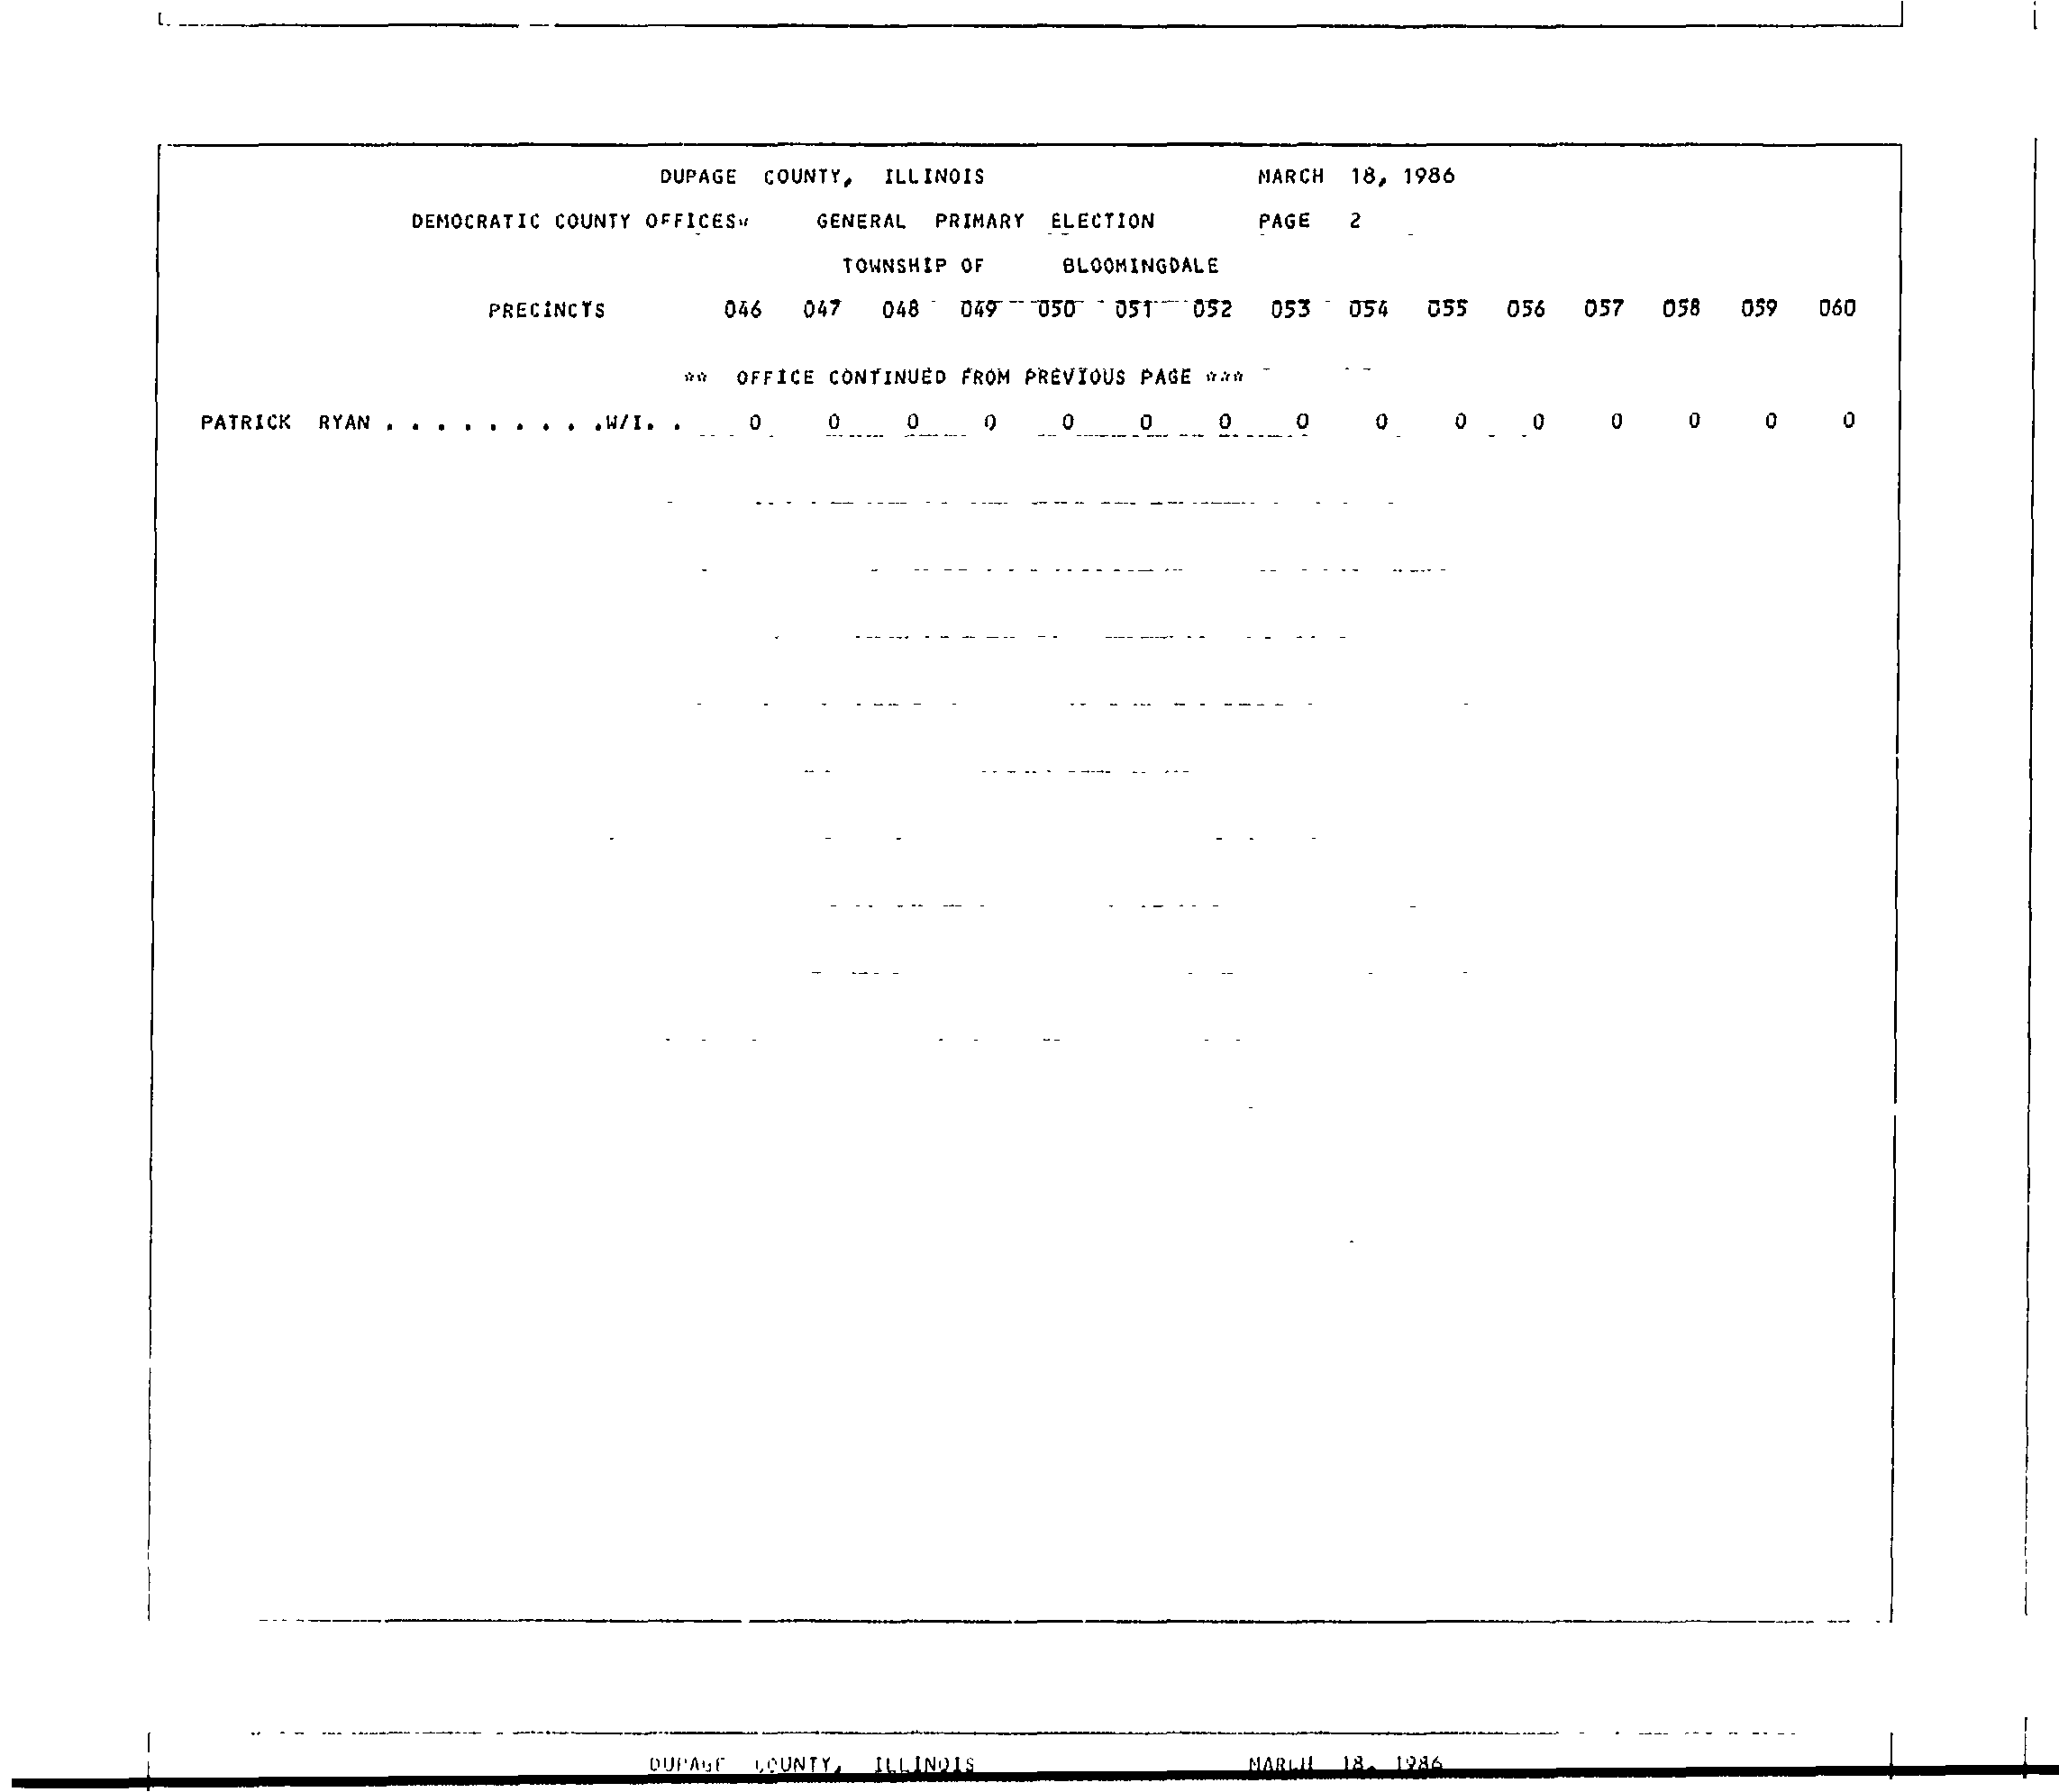 DUPAGE COUNTY, ILLINOIS MARCH 18, 1986
DEMOCRATIC COUNTY OFFICES* GENERAL PRIMARY ELECTION PAGE 2
TOWNSHIP OF BLOOMINGDALE
PRECINCTS 046 047 048 049 050 051 052 053 054 055 056 057 058 059 060
** OFFICE CONTINUED FROM PREVIOUS PAGE ***
PATRICK RYAN . . . . . . . . .W/I. . 0 0 0 0 0 0 0 0 0 0 0 0 0 0 0
DUPAGE COUNTY, ILLINOIS MARCH 18, 1986